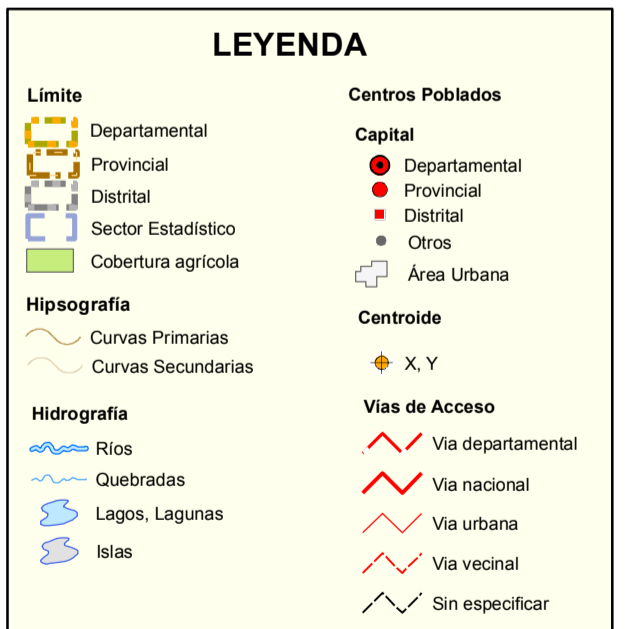 LEYENDA
Límite
Departamental
Provincial
Distrital
Sector Estadístico
Cobertura agrícola
Hipsografía
Curvas Primarias
Curvas Secundarias
Hidrografía
Ríos
Quebradas
Lagos, Lagunas
Islas
Centros Poblados
Capital
Departamental
Provincial
Distrital
Otros
Área Urbana
Centroide
X, Y
Vías de Acceso
Via departamental
Via nacional
Via urbana
Via vecinal
Sin especificar